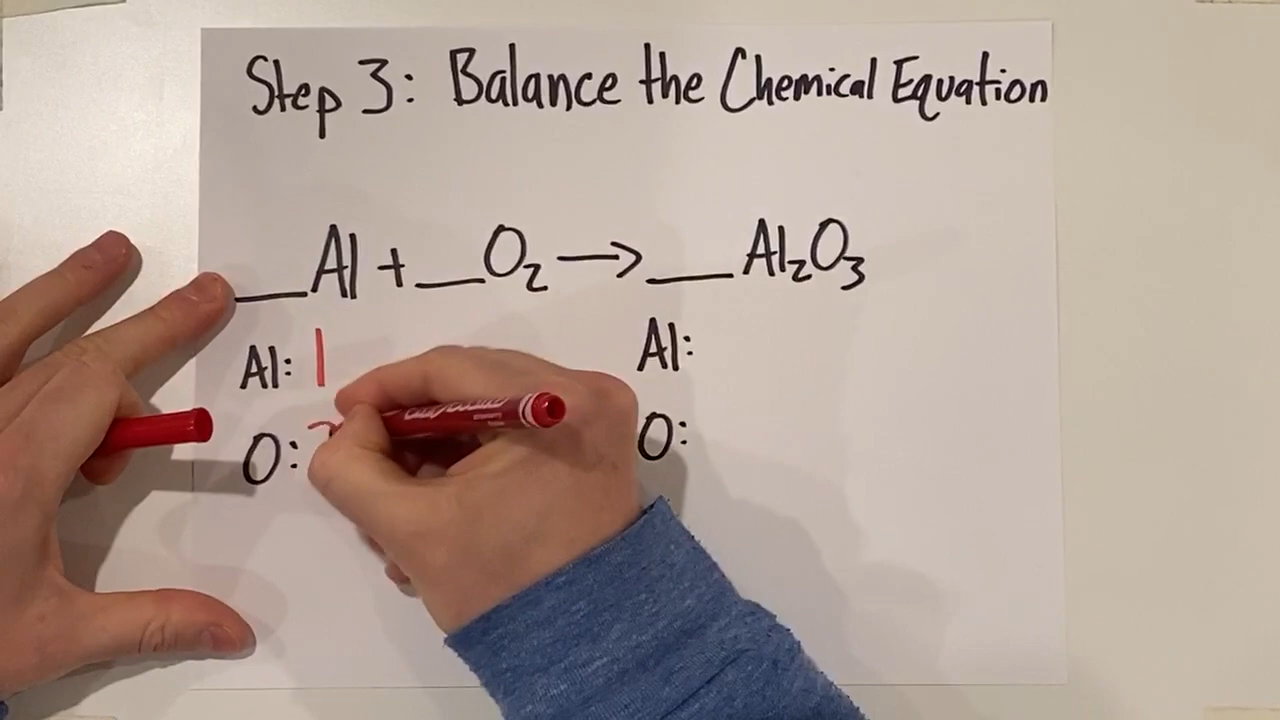 Step 3: Balance the Chemical Equation
__Al + __O₂ → __Al₂O₃
Al: 1
Al:
O:
O: